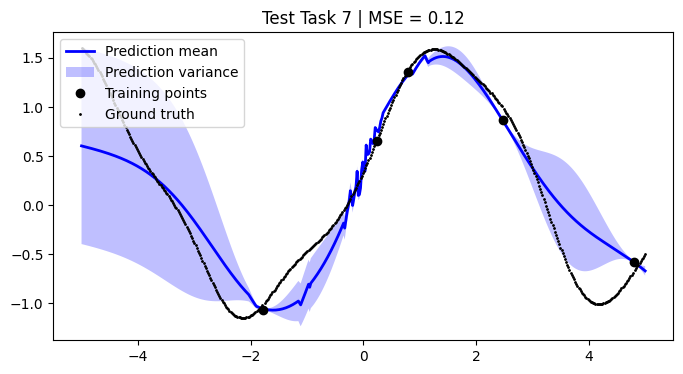 Test Task 7 | MSE = 0.12
Prediction mean
Prediction variance
Training points
Ground truth
1.5
1.0
0.5
0.0
−0.5
−1.0
−4
−2
0
2
4